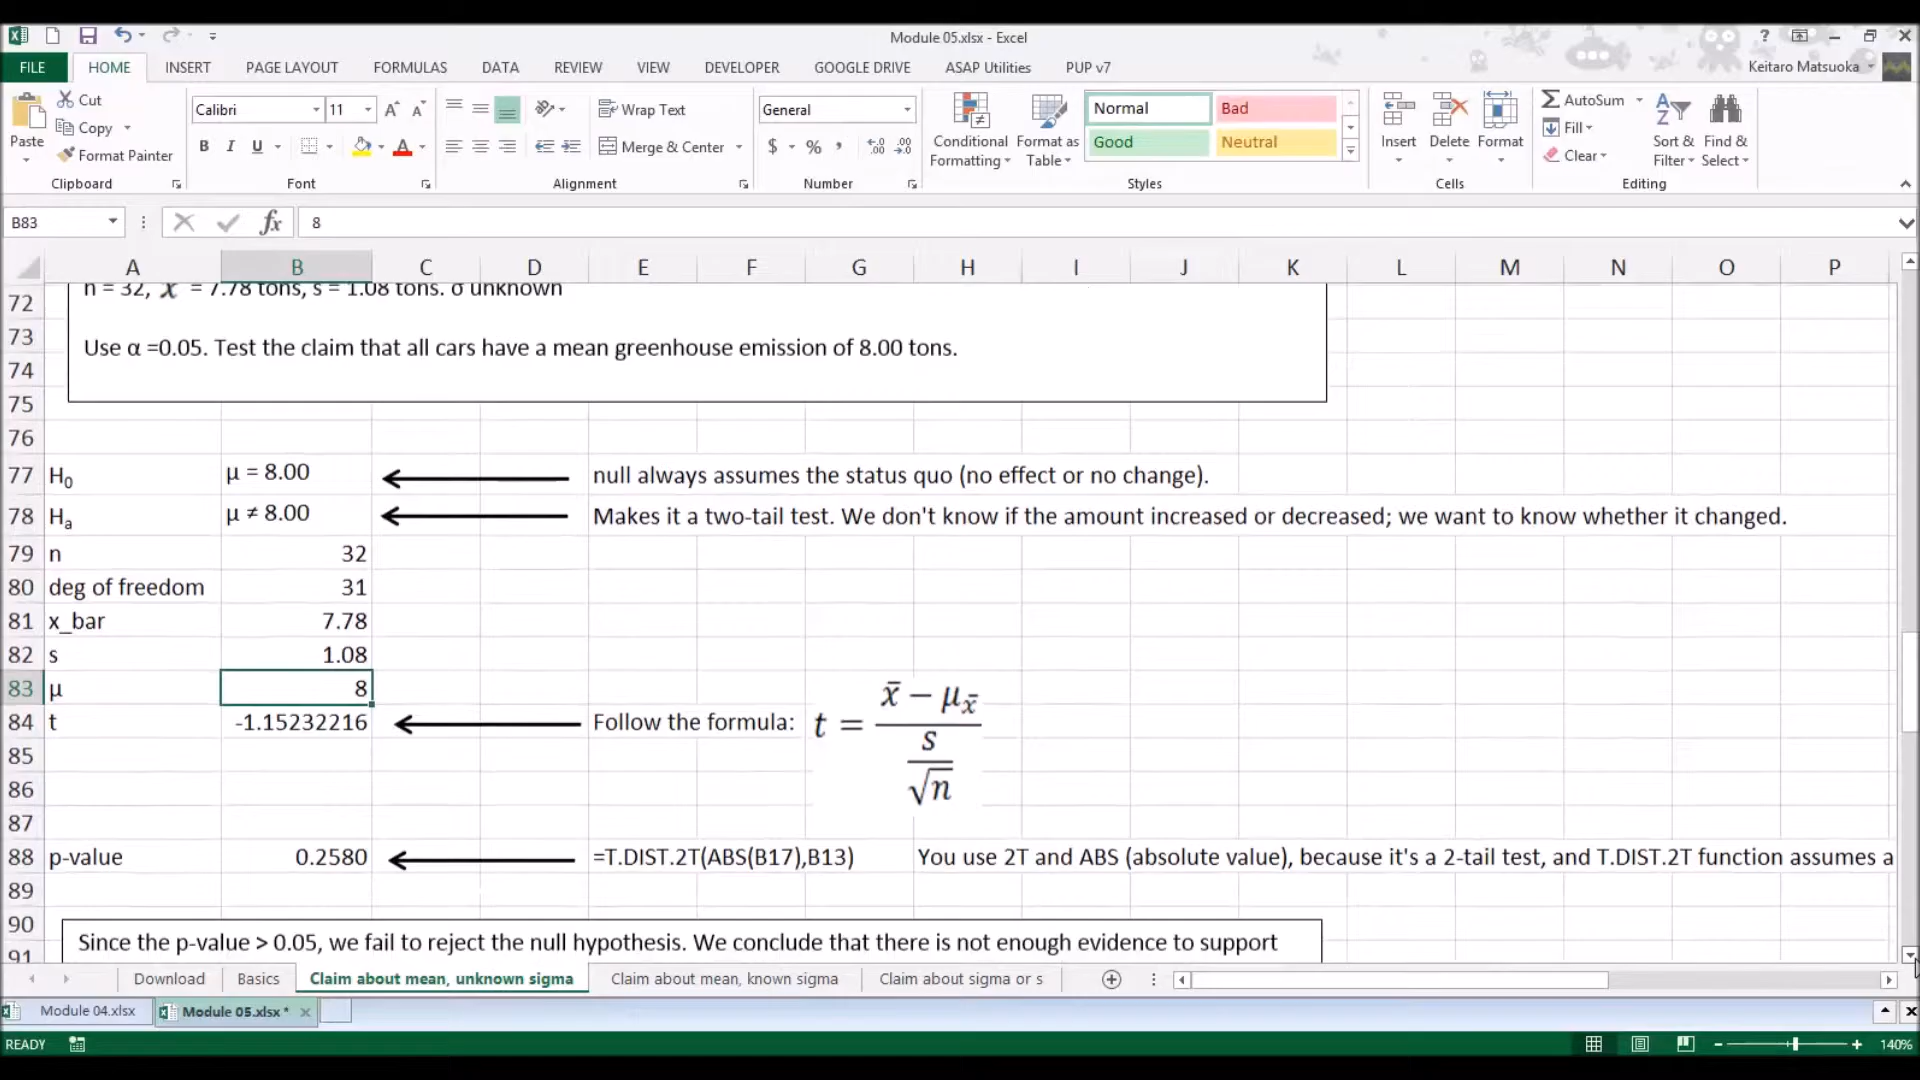 Module 05.xlsx - Excel
FILE HOME INSERT PAGE LAYOUT FORMULAS DATA REVIEW VIEW DEVELOPER GOOGLE DRIVE ASAP Utilities PUP v7 Keitaro Matsuoka
Paste
Cut
Copy
Format Painter
Clipboard
Calibri 11
B I U
Font
Wrap Text
Merge & Center
Alignment
General
$ % ,
Number
Conditional Formatting
Format as Table
Normal Bad
Good Neutral
Styles
Insert Delete Format
Cells
AutoSum
Fill
Clear
Sort & Filter
Find & Select
Editing
B83 fx 8
A B C D E F G H I J K L M N O P
72 n = 32, x̄ = 7.78 tons, s = 1.08 tons. σ unknown
73 Use α =0.05. Test the claim that all cars have a mean greenhouse emission of 8.00 tons.
74
75
76
77 H₀ μ = 8.00 null always assumes the status quo (no effect or no change).
78 Hₐ μ ≠ 8.00 Makes it a two-tail test. We don't know if the amount increased or decreased; we want to know whether it changed.
79 n 32
80 deg of freedom 31
81 x_bar 7.78
82 s 1.08
83 μ 8
84 t -1.15232216 Follow the formula: t = (x̄ − μx̄) / (s / √n)
85
86
87
88 p-value 0.2580 =T.DIST.2T(ABS(B17),B13) You use 2T and ABS (absolute value), because it's a 2-tail test, and T.DIST.2T function assumes a
89
90
91 Since the p-value > 0.05, we fail to reject the null hypothesis. We conclude that there is not enough evidence to support
Download Basics Claim about mean, unknown sigma Claim about mean, known sigma Claim about sigma or s
Module 04.xlsx Module 05.xlsx *
READY 140%